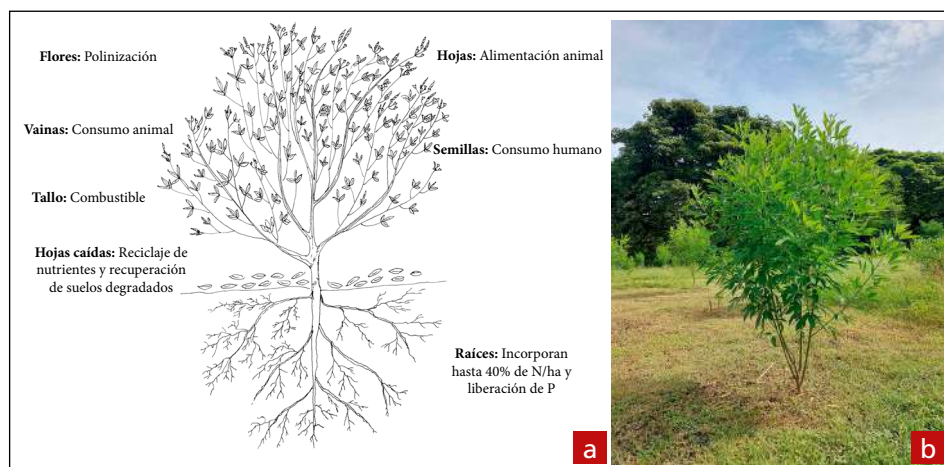 Flores: Polinización
Hojas: Alimentación animal
Vainas: Consumo animal
Semillas: Consumo humano
Tallo: Combustible
Hojas caídas: Reciclaje de
nutrientes y recuperación
de suelos degradados
Raíces: Incorporan
hasta 40% de N/ha y
liberación de P
a
b